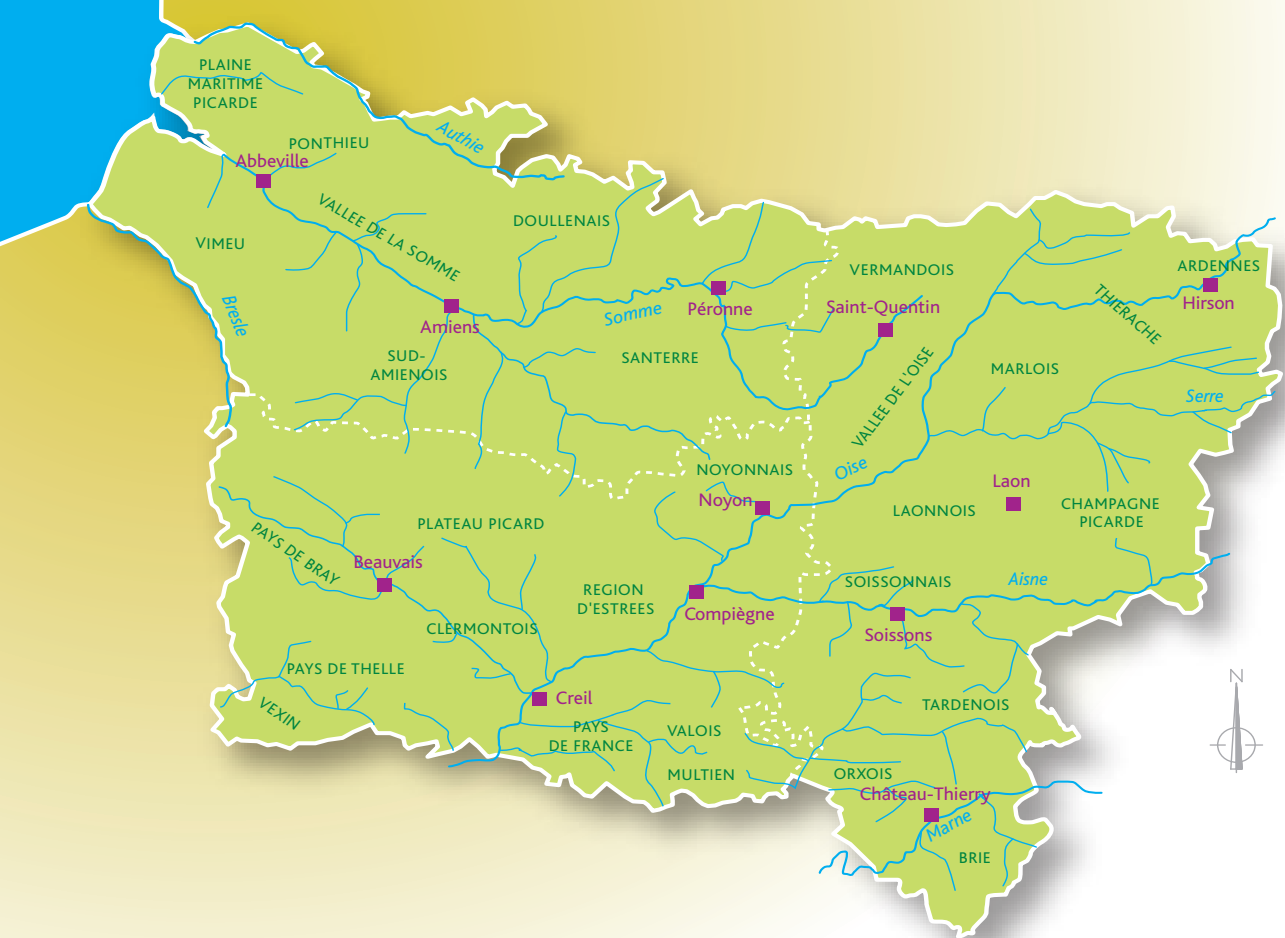 PLAINE
MARITIME
PICARDE
PONTHIEU
Authie
Abbeville
VALLEE DE LA SOMME
DOULLENAIS
VIMEU
VERMANDOIS
ARDENNES
Bresle
Somme
Péronne
Saint-Quentin
THIERACHE
Hirson
Amiens
SUD-
AMIENOIS
SANTERRE
VALLEE DE L'OISE
MARLOIS
Serre
NOYONNAIS
Oise
Noyon
Laon
LAONNOIS
CHAMPAGNE
PICARDE
PLATEAU PICARD
PAYS DE BRAY
Beauvais
REGION
D'ESTREES
Compiègne
SOISSONNAIS
Aisne
Soissons
CLERMONTOIS
PAYS DE THELLE
VEXIN
Creil
PAYS
DE FRANCE
VALOIS
TARDENOIS
N
MULTIEN
ORXOIS
Château-Thierry
Marne
BRIE